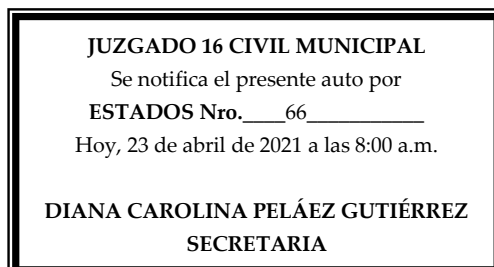 JUZGADO 16 CIVIL MUNICIPAL
Se notifica el presente auto por
ESTADOS Nro.____66___________
Hoy, 23 de abril de 2021 a las 8:00 a.m.
DIANA CAROLINA PELÁEZ GUTIÉRREZ
SECRETARIA